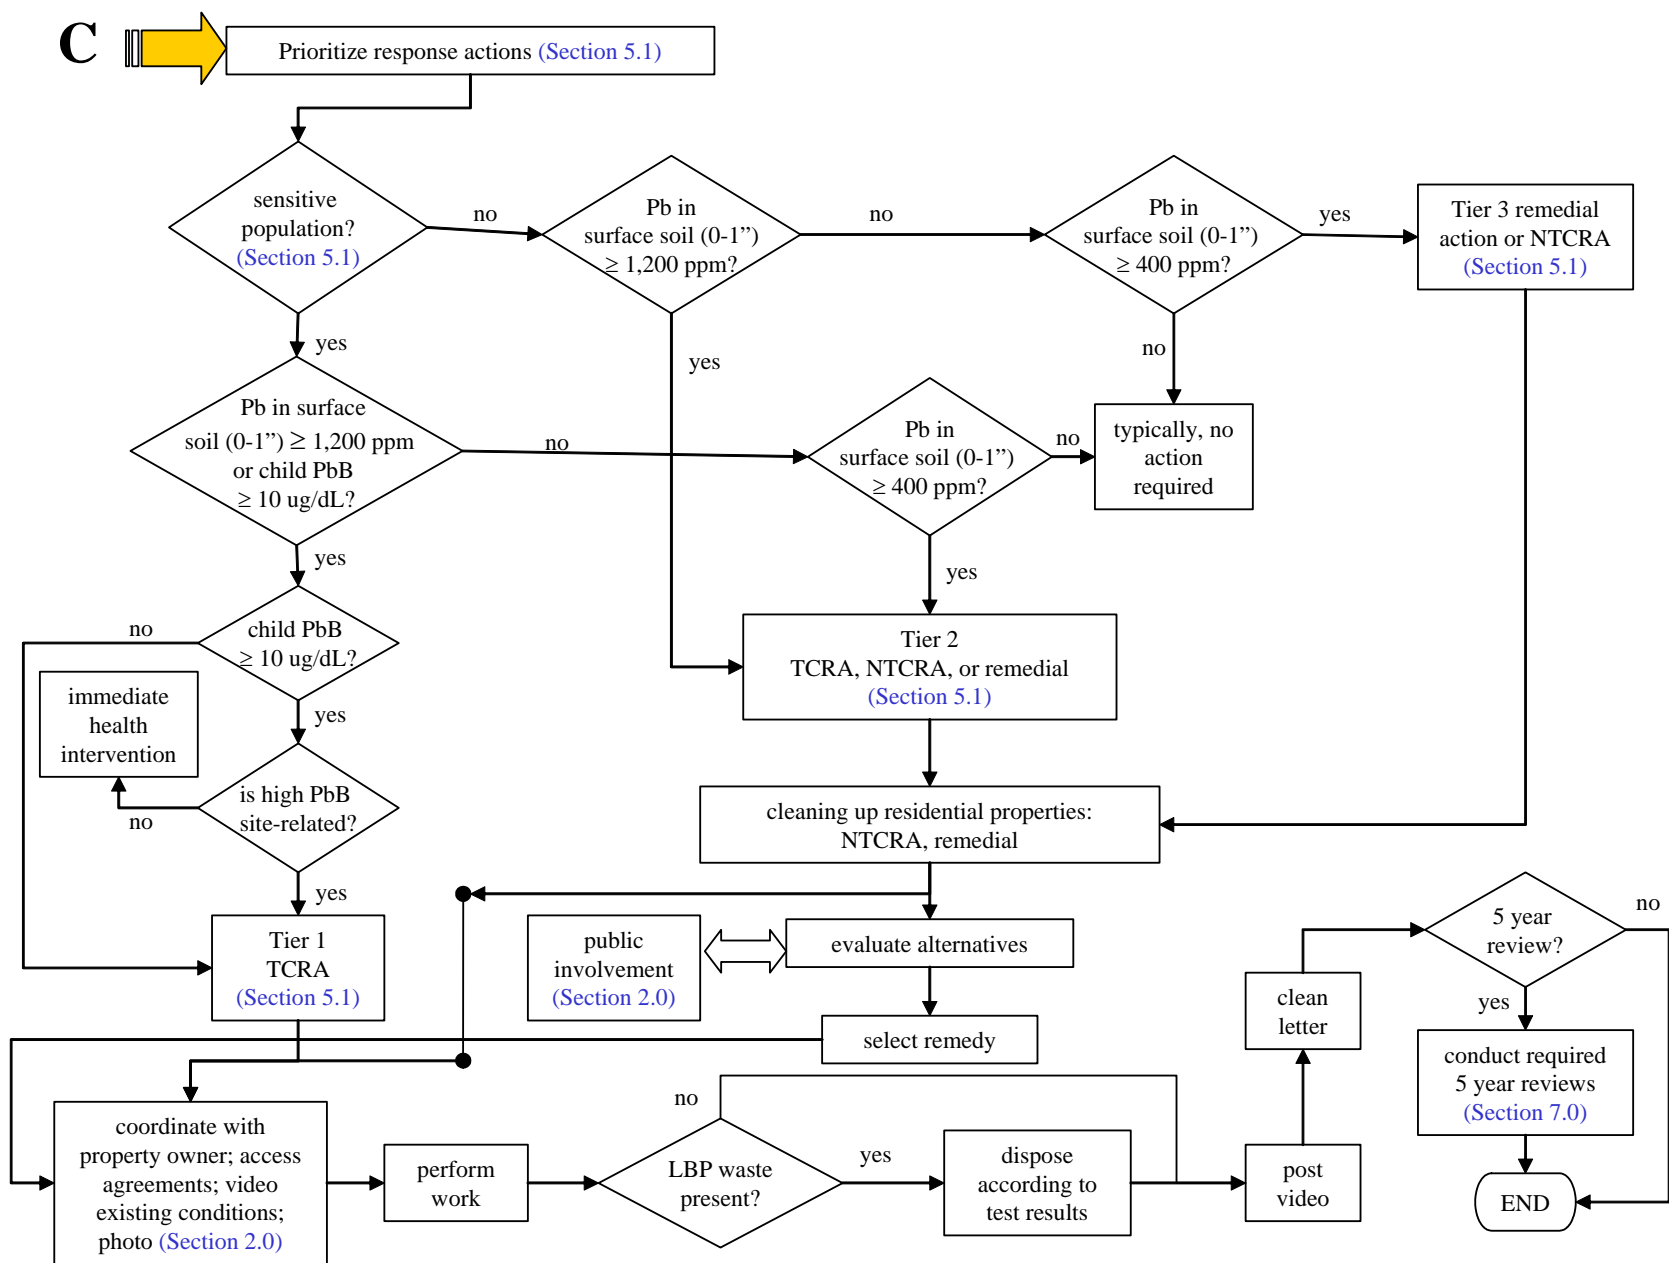 C
Prioritize response actions (Section 5.1)
sensitive
population?
(Section 5.1)
no
Pb in
surface soil (0-1”)
≥ 1,200 ppm?
no
Pb in
surface soil (0-1”)
≥ 400 ppm?
yes
Tier 3 remedial
action or NTCRA
(Section 5.1)
yes
yes
no
Pb in surface
soil (0-1”) ≥ 1,200 ppm
or child PbB
≥ 10 ug/dL?
no
Pb in
surface soil (0-1”)
≥ 400 ppm?
no
typically, no
action
required
yes
yes
no
child PbB
≥ 10 ug/dL?
Tier 2
TCRA, NTCRA, or remedial
(Section 5.1)
immediate
health
intervention
yes
no
is high PbB
site-related?
cleaning up residential properties:
NTCRA, remedial
yes
Tier 1
TCRA
(Section 5.1)
public
involvement
(Section 2.0)
evaluate alternatives
select remedy
clean
letter
5 year
review?
no
yes
conduct required
5 year reviews
(Section 7.0)
coordinate with
property owner; access
agreements; video
existing conditions;
photo (Section 2.0)
perform
work
no
LBP waste
present?
yes
dispose
according to
test results
post
video
END